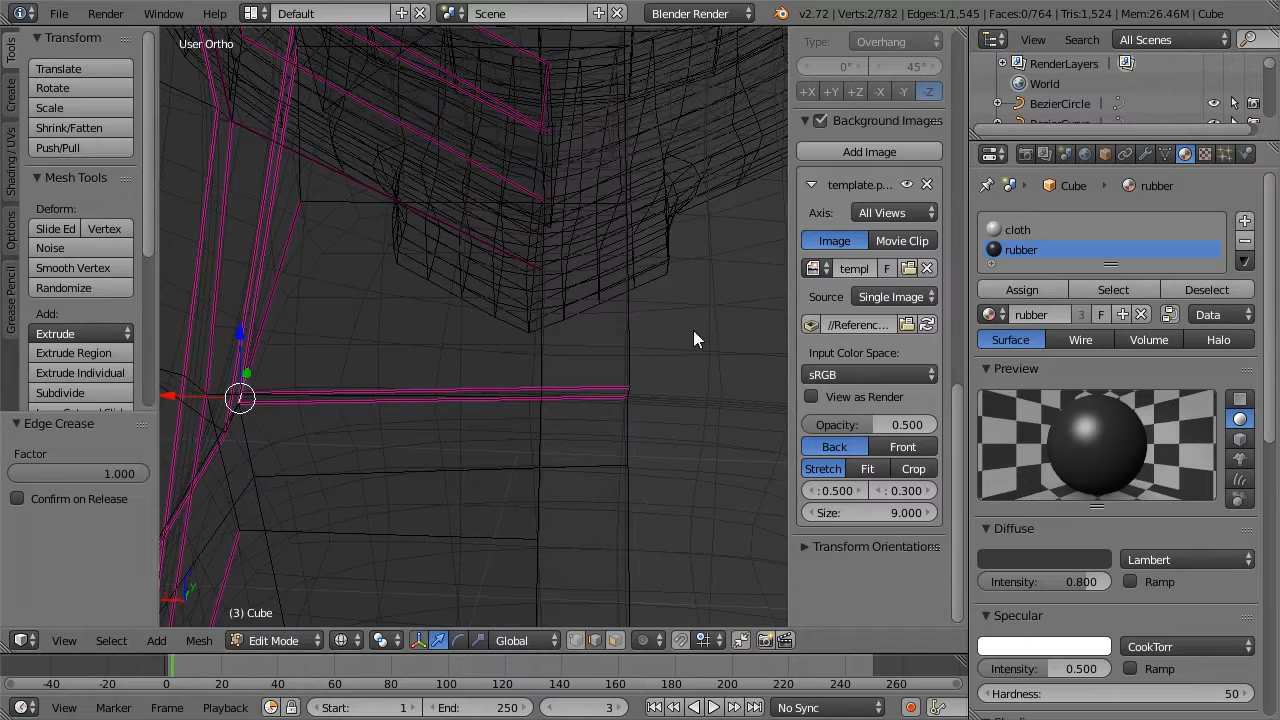 File
Render
Window
Help
Default
Scene
Blender Render
v2.72 | Verts:2/782 | Edges:1/1,545 | Faces:0/764 | Tris:1,524 | Mem:26.46M | Cube
Tools
Create
Shading / UVs
Options
Grease Pencil
Transform
Translate
Rotate
Scale
Shrink/Fatten
Push/Pull
Mesh Tools
Deform:
Slide Ed
Vertex
Noise
Smooth Vertex
Randomize
Add:
Extrude
Extrude Region
Extrude Individual
Subdivide
Edge Crease
Factor
1.000
Confirm on Release
User Ortho
(3) Cube
Type:
Overhang
0°
45°
+X
+Y
+Z
-X
-Y
-Z
Background Images
Add Image
template.p...
Axis:
All Views
Image
Movie Clip
templ
F
Source
Single Image
//Referenc...
Input Color Space:
sRGB
View as Render
Opacity:
0.500
Back
Front
Stretch
Fit
Crop
:0.500
: 0.300
Size:
9.000
Transform Orientations
View
Search
All Scenes
RenderLayers
World
BezierCircle
Cube
rubber
cloth
rubber
Assign
Select
Deselect
rubber
3
F
Data
Surface
Wire
Volume
Halo
Preview
Diffuse
Lambert
Intensity: 0.800
Ramp
Specular
CookTorr
Intensity: 0.500
Ramp
Hardness:
50
View
Select
Add
Mesh
Edit Mode
Global
-40
-20
0
20
40
60
80
100
120
140
160
180
200
220
240
260
View
Marker
Frame
Playback
Start:
1
End:
250
3
No Sync